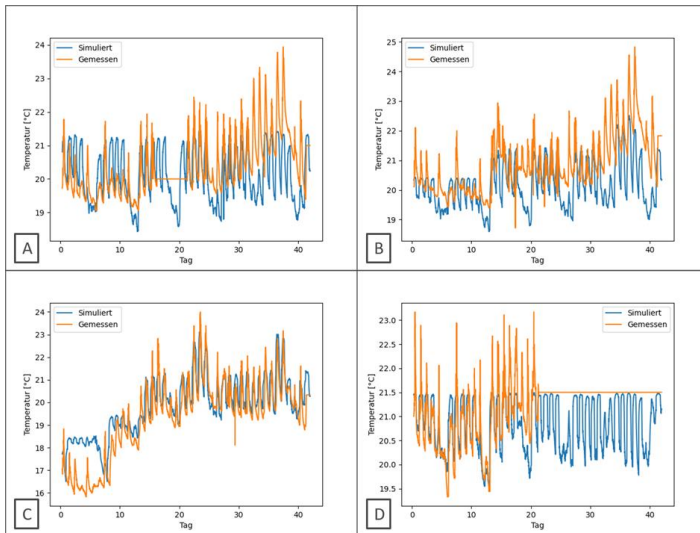 24
23
22
21
20
19
Temperatur [°C]
Simuliert
Gemessen
0
10
20
30
40
Tag
A
25
24
23
22
21
20
19
Temperatur [°C]
Simuliert
Gemessen
0
10
20
30
40
Tag
B
24
23
22
21
20
19
18
17
16
Temperatur [°C]
Simuliert
Gemessen
0
10
20
30
40
Tag
C
23.0
22.5
22.0
21.5
21.0
20.5
20.0
19.5
Temperatur [°C]
Simuliert
Gemessen
0
10
20
30
40
Tag
D